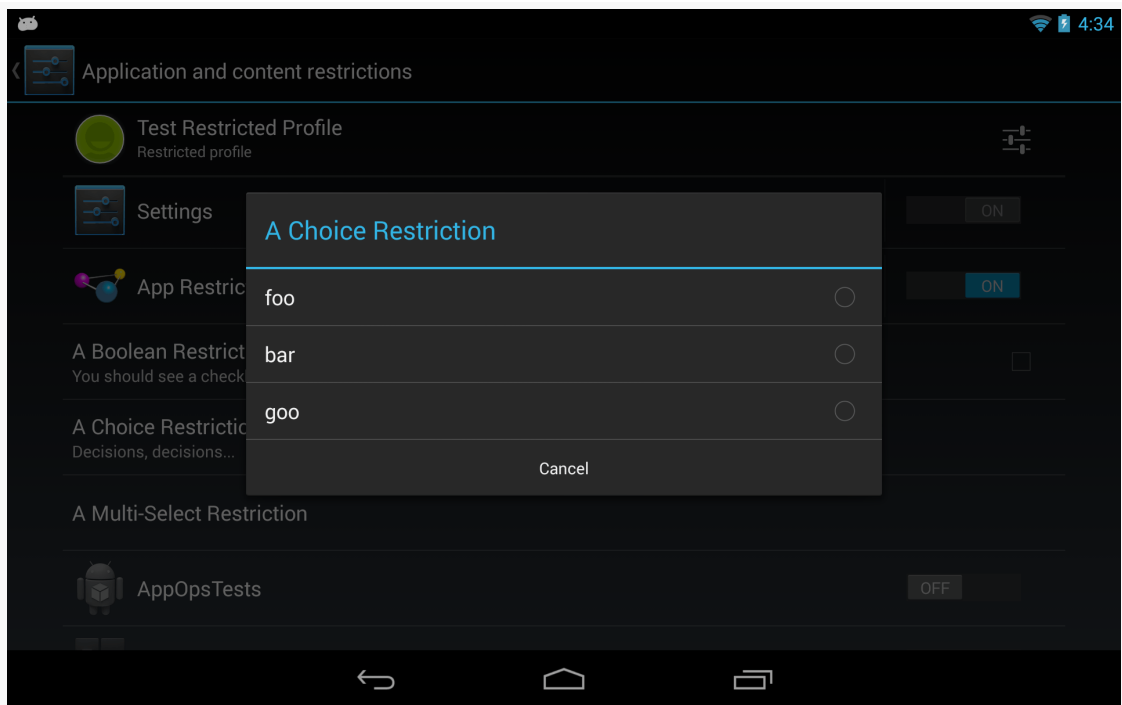 4:34
Application and content restrictions
Test Restricted Profile
Restricted profile
Settings
ON
A Choice Restriction
App Restric
ON
foo
A Boolean Restrict
You should see a check
bar
A Choice Restrictio
Decisions, decisions...
goo
Cancel
A Multi-Select Restriction
AppOpsTests
OFF